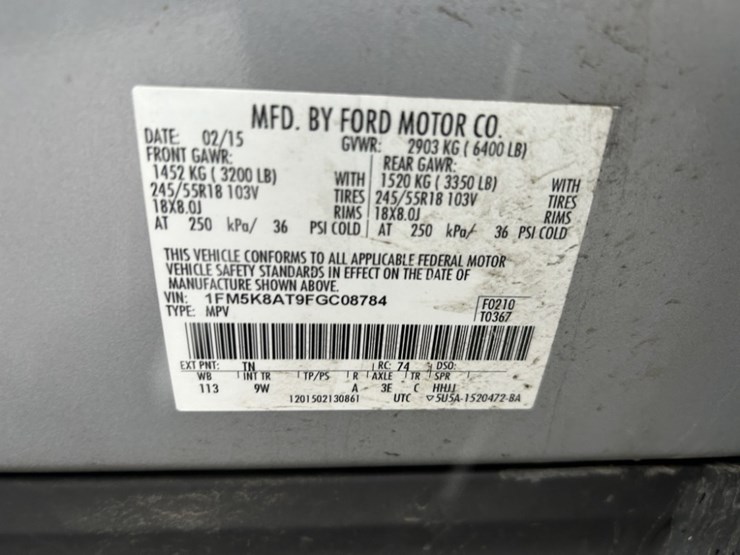 MFD. BY FORD MOTOR CO.
DATE: 02/15 GVWR: 2903 KG ( 6400 LB)
FRONT GAWR: REAR GAWR:
1452 KG ( 3200 LB) WITH 1520 KG ( 3350 LB) WITH
245/55R18 103V TIRES 245/55R18 103V TIRES
18X8.0J RIMS 18X8.0J RIMS
AT 250 kPa/ 36 PSI COLD AT 250 kPa/ 36 PSI COLD
THIS VEHICLE CONFORMS TO ALL APPLICABLE FEDERAL MOTOR
VEHICLE SAFETY STANDARDS IN EFFECT ON THE DATE OF
MANUFACTURE SHOWN ABOVE.
VIN: 1FM5K8AT9FGC08784 F0210
TYPE: MPV T0367
EXT PNT: TN RC: 74 DSO:
WB INT TR TP/PS R AXLE TR SPR
113 9W A 3E C HHJJ
1201502130861 UTC ▽5U5A-1520472-BA